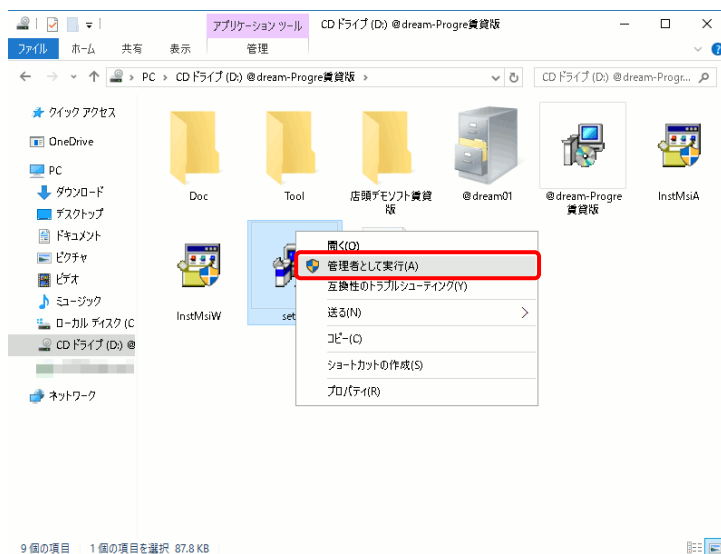 アプリケーション ツール
CD ドライブ (D:) @dream-Progre賃貸版
ファイル
ホーム
共有
表示
管理
PC › CD ドライブ (D:) @dream-Progre賃貸版 ›
CD ドライブ (D:) @dream-Progr...
クイック アクセス
OneDrive
PC
ダウンロード
デスクトップ
ドキュメント
ピクチャ
ビデオ
ミュージック
ローカル ディスク (C
CD ドライブ (D:) @
ネットワーク
Doc
Tool
店頭デモソフト賃貸
版
@dream01
@dream-Progre
賃貸版
InstMsiA
InstMsiW
set
開く(O)
管理者として実行(A)
互換性のトラブルシューティング(Y)
送る(N)
コピー(C)
ショートカットの作成(S)
プロパティ(R)
9 個の項目
1 個の項目を選択 87.8 KB